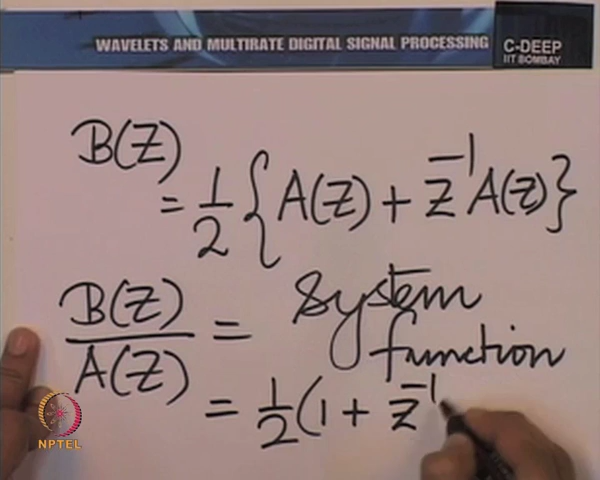 WAVELETS AND MULTIRATE DIGITAL SIGNAL PROCESSING
C-DEEP
IIT BOMBAY
B(Z)
= 1/2 { A(Z) + Z^-1 A(Z) }
B(Z)/A(Z) = System
function
= 1/2 (1 + Z^-1
NPTEL